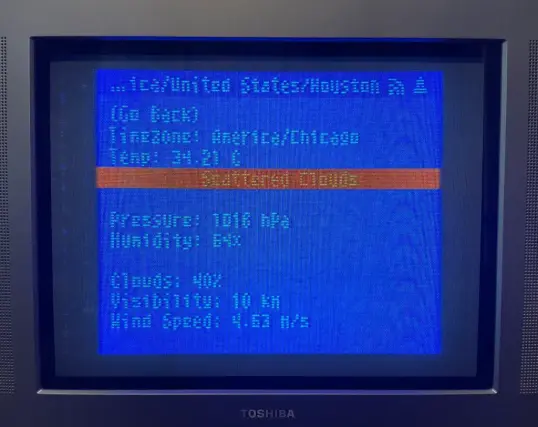 ...ica/United States/Houston
(Go Back)
Timezone: America/Chicago
Temp: 34.21 C
Scattered Clouds
Pressure: 1016 hPa
Humidity: 64%
Clouds: 40%
Visibility: 10 km
Wind Speed: 4.63 m/s
TOSHIBA